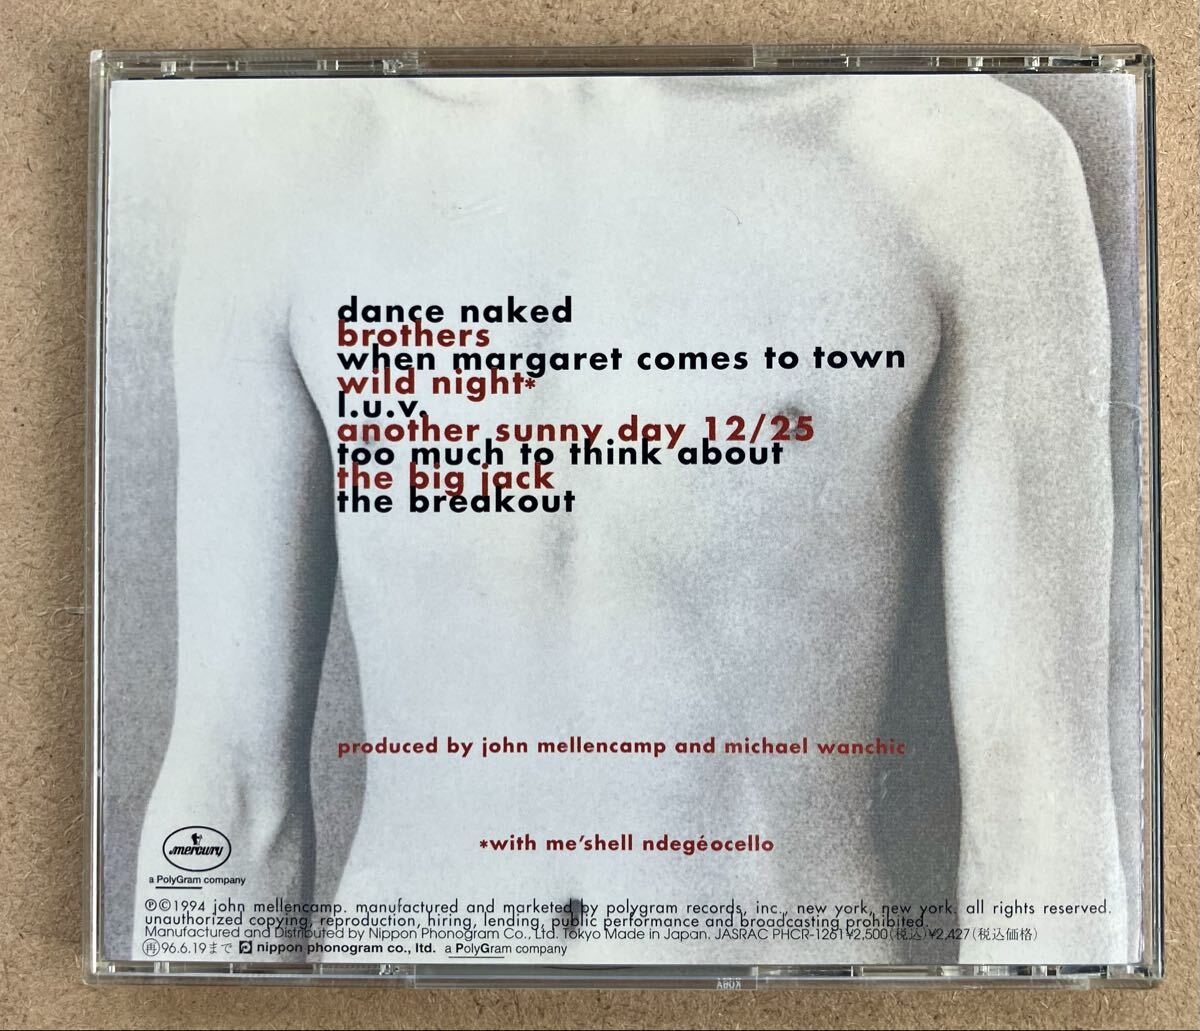 dance naked
brothers
when margaret comes to town
wild night*
l.u.v.
another sunny day 12/25
too much to think about
the big jack
the breakout
produced by john mellencamp and michael wanchic
*with me'shell ndegéocello
mercury
a PolyGram company
℗©1994 john mellencamp. manufactured and marketed by polygram records, inc., new york, new york. all rights reserved.
unauthorized copying, reproduction, hiring, lending, public performance and broadcasting prohibited.
Manufactured and Distributed by Nippon Phonogram Co., Ltd. Tokyo Made in Japan. JASRAC PHCR-1261 ¥2,500(税込)¥2,427(税込価格)
再96.6.19まで nippon phonogram co., ltd. a PolyGram company